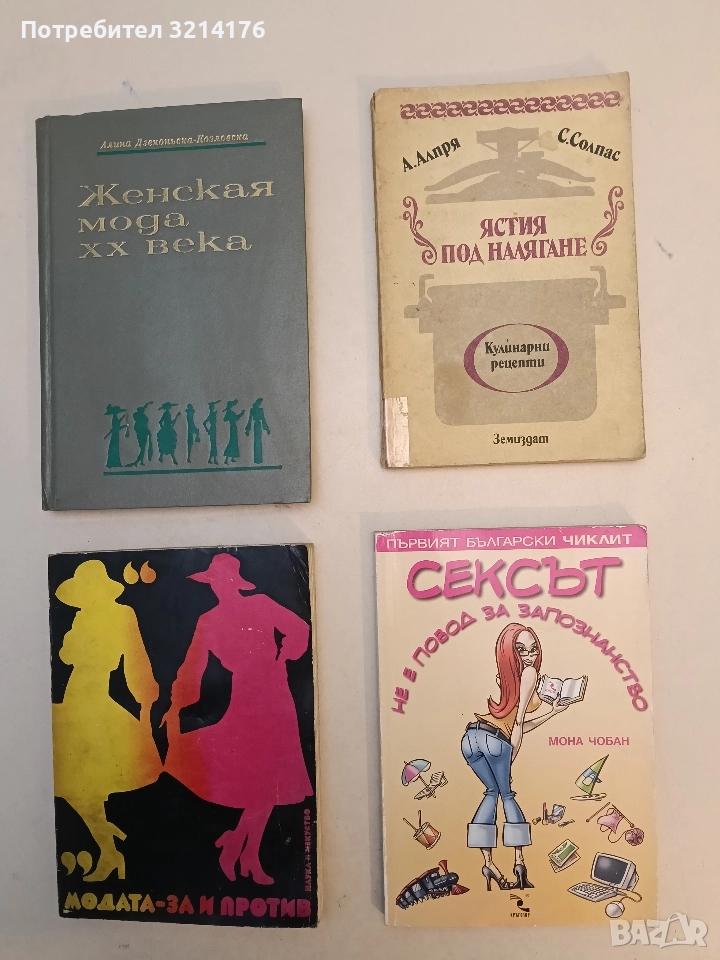 Потребител 3214176
Алина Дзеконьска-Козловска
Женская
мода
XX века
А. Алпря
С. Солпас
ЯСТИЯ
ПОД НАЛЯГАНЕ
Кулинарни
рецепти
Земиздат
„МОДАТА-ЗА И ПРОТИВ“
НАУКА И ИЗКУСТВО
ПЪРВИЯТ БЪЛГАРСКИ ЧИКЛИТ
СЕКСЪТ
НЕ Е ПОВОД ЗА ЗАПОЗНАНСТВО
МОНА ЧОБАН
BAZAR